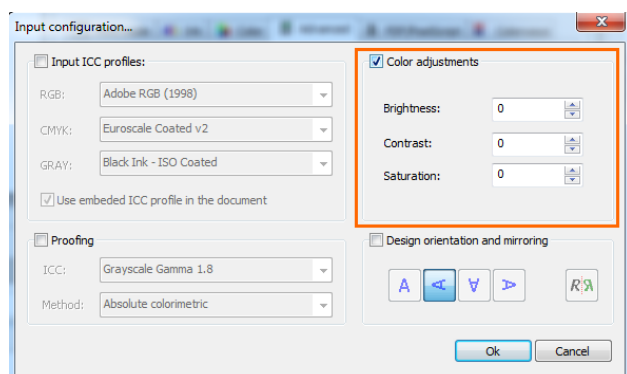 Input configuration...
Input ICC profiles:
RGB:
Adobe RGB (1998)
CMYK:
Euroscale Coated v2
GRAY:
Black Ink - ISO Coated
Use embeded ICC profile in the document
Color adjustments
Brightness:
0
Contrast:
0
Saturation:
0
Proofing
ICC:
Grayscale Gamma 1.8
Method:
Absolute colorimetric
Design orientation and mirroring
A A A A R R
Ok
Cancel